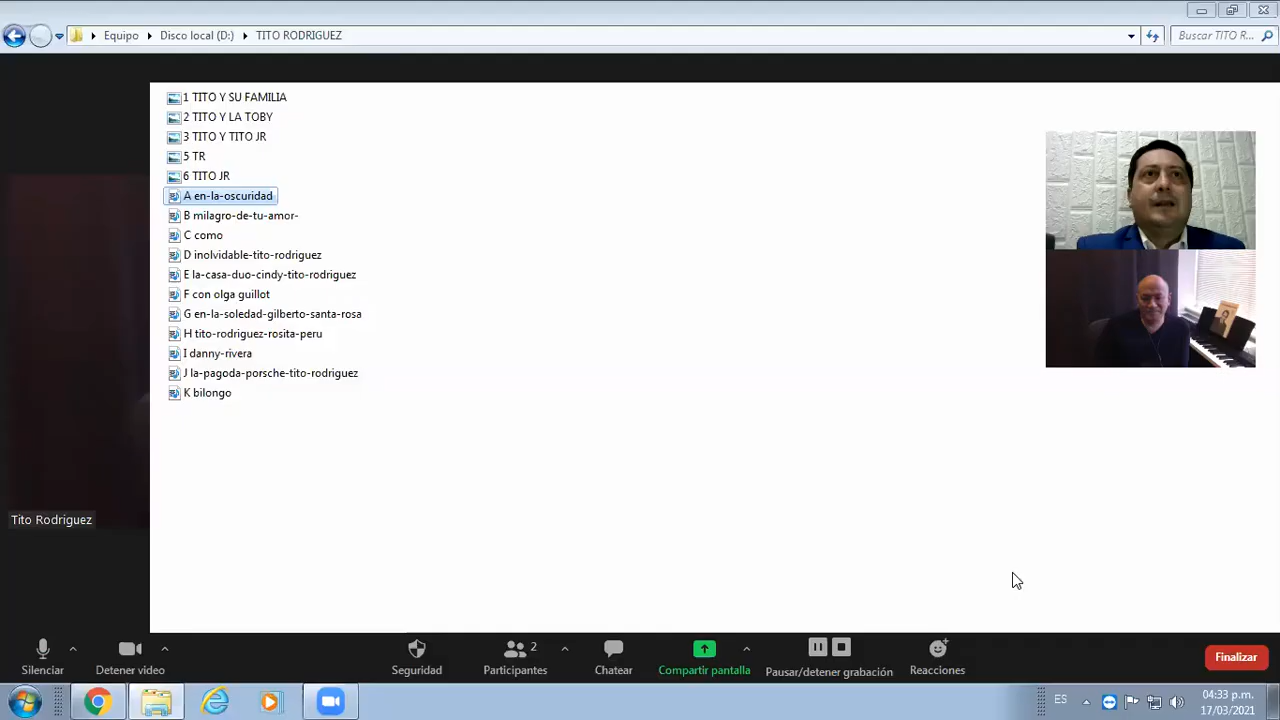 Equipo
Disco local (D:)
TITO RODRIGUEZ
Buscar TITO R...
1 TITO Y SU FAMILIA
2 TITO Y LA TOBY
3 TITO Y TITO JR
5 TR
6 TITO JR
A en-la-oscuridad
B milagro-de-tu-amor-
C como
D inolvidable-tito-rodriguez
E la-casa-duo-cindy-tito-rodriguez
F con olga guillot
G en-la-soledad-gilberto-santa-rosa
H tito-rodriguez-rosita-peru
I danny-rivera
J la-pagoda-porsche-tito-rodriguez
K bilongo
Tito Rodriguez
2
Silenciar
Detener video
Seguridad
Participantes
Chatear
Compartir pantalla
Pausar/detener grabación
Reacciones
Finalizar
ES
04:33 p.m.
17/03/2021